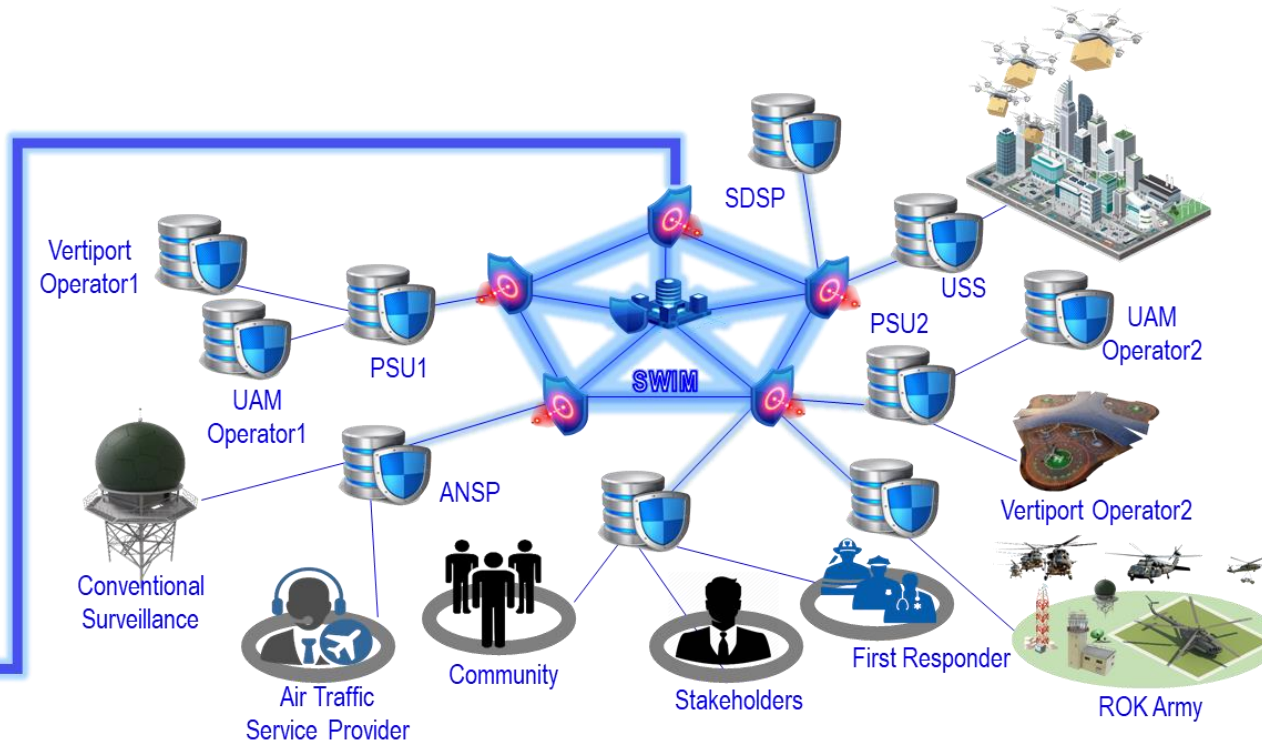 SDSP
Vertiport
Operator1
USS
PSU1
PSU2
UAM
Operator2
SWIM
UAM
Operator1
ANSP
Vertiport Operator2
Conventional
Surveillance
Community
First Responder
Stakeholders
Air Traffic
Service Provider
ROK Army